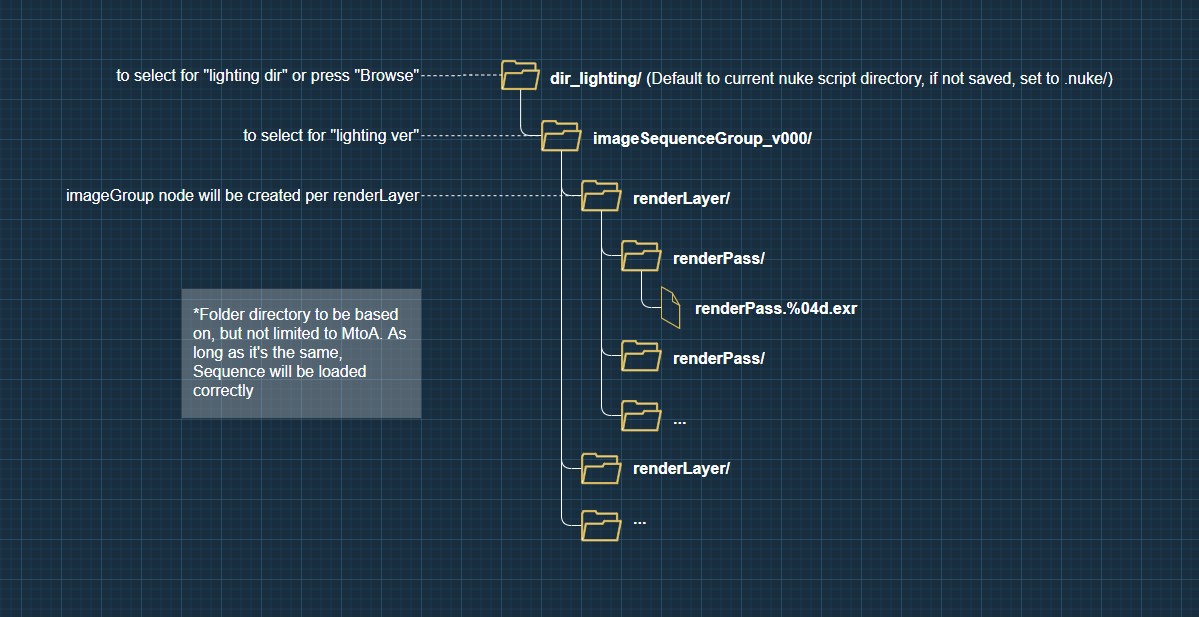 to select for "lighting dir" or press "Browse"
dir_lighting/ (Default to current nuke script directory, if not saved, set to .nuke/)
to select for "lighting ver"
imageSequenceGroup_v000/
imageGroup node will be created per renderLayer
renderLayer/
renderPass/
renderPass.%04d.exr
*Folder directory to be based
on, but not limited to MtoA. As
long as it's the same,
Sequence will be loaded
correctly
renderPass/
...
renderLayer/
...